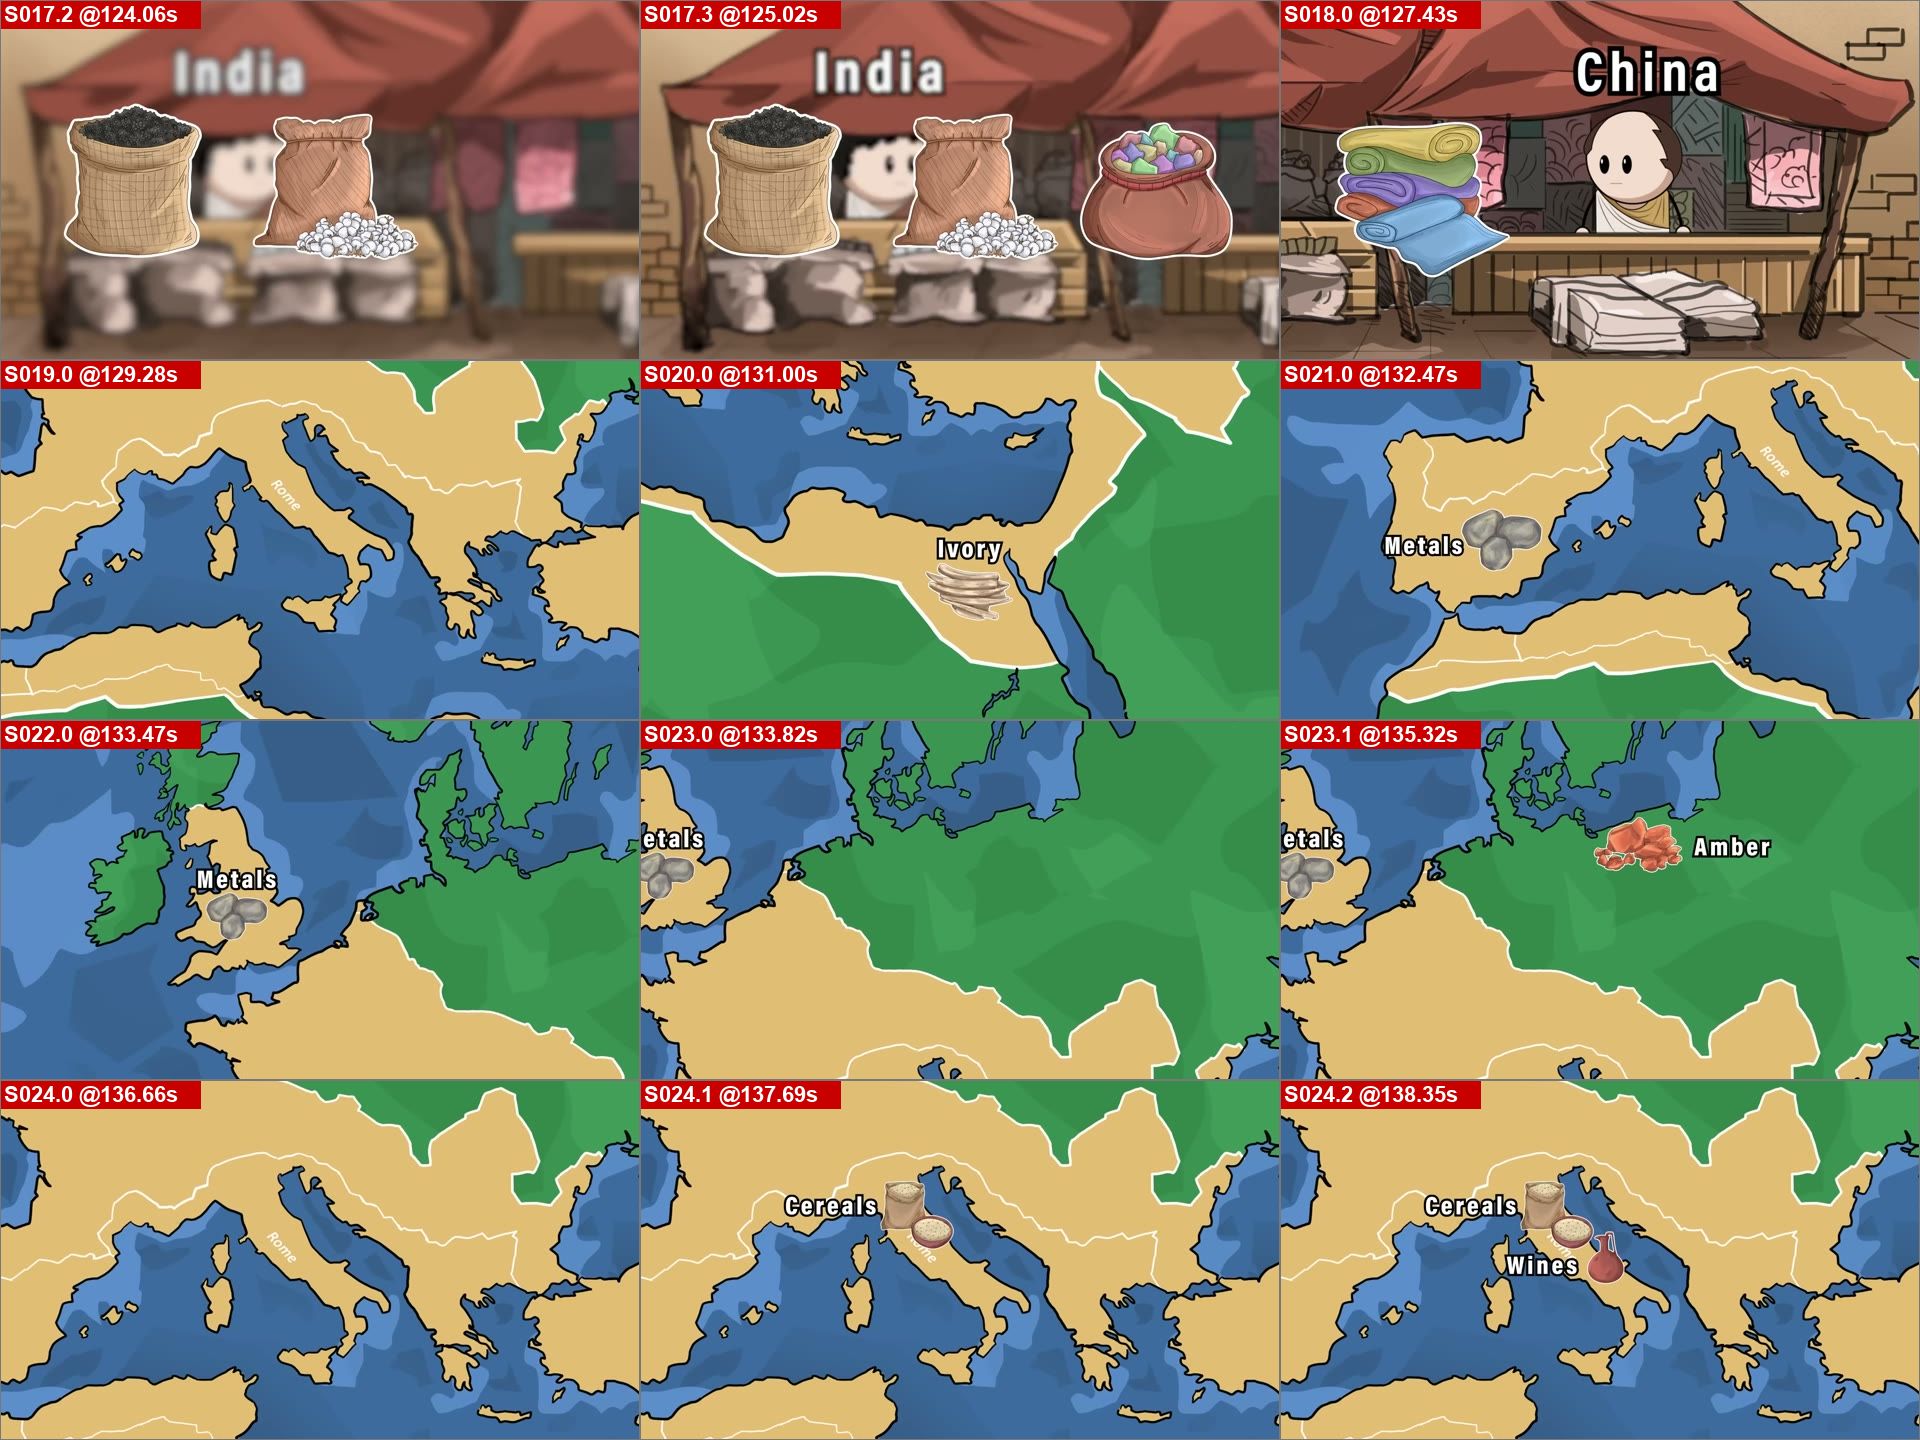 S017.2 @124.06s
India
S017.3 @125.02s
India
S018.0 @127.43s
China
S019.0 @129.28s
Rome
S020.0 @131.00s
Ivory
S021.0 @132.47s
Rome
Metals
S022.0 @133.47s
Metals
S023.0 @133.82s
etals
S023.1 @135.32s
etals
Amber
S024.0 @136.66s
Rome
S024.1 @137.69s
Cereals
S024.2 @138.35s
Cereals
Wines